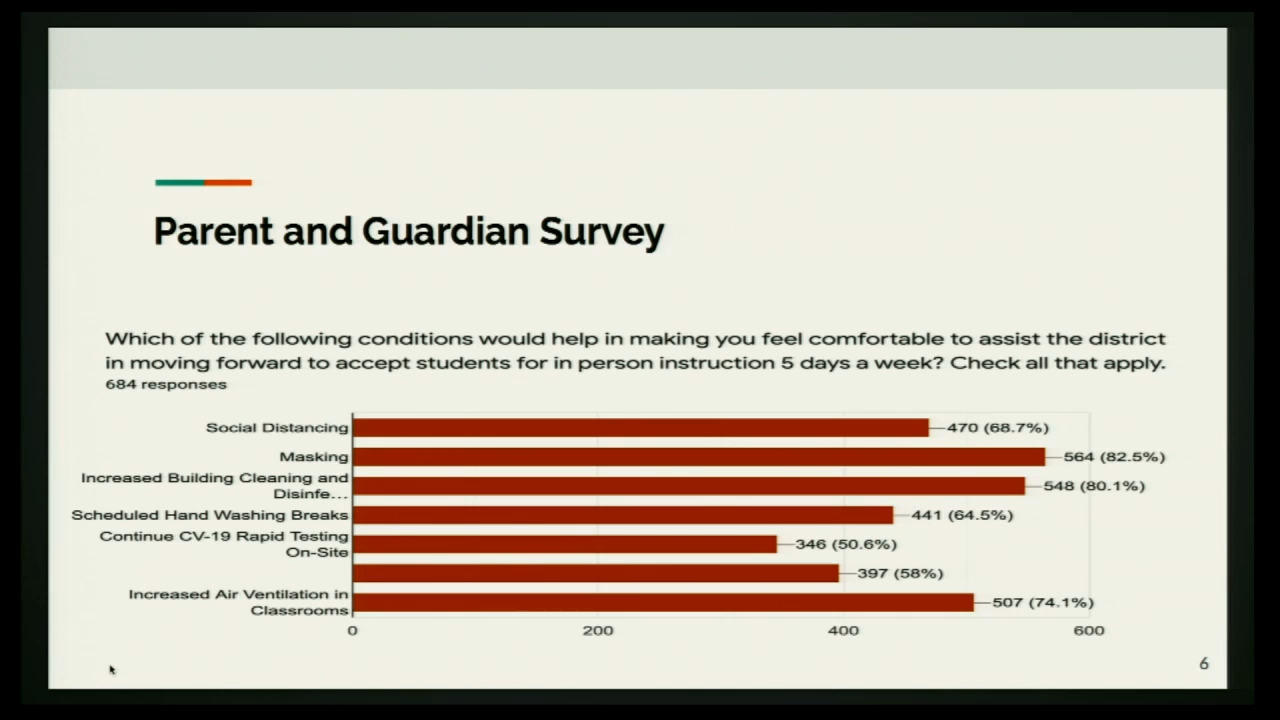 Parent and Guardian Survey
Which of the following conditions would help in making you feel comfortable to assist the district
in moving forward to accept students for in person instruction 5 days a week? Check all that apply.
684 responses
Social Distancing 470 (68.7%)
Masking 564 (82.5%)
Increased Building Cleaning and
Disinfe... 548 (80.1%)
Scheduled Hand Washing Breaks 441 (64.5%)
Continue CV-19 Rapid Testing
On-Site 346 (50.6%)
397 (58%)
Increased Air Ventilation in
Classrooms 507 (74.1%)
0 200 400 600
6